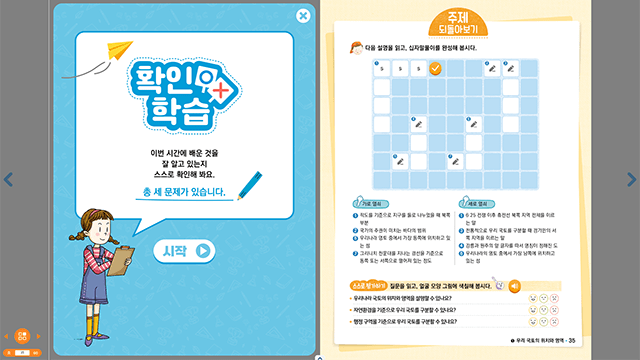 확인
학습
이번 시간에 배운 것을
잘 알고 있는지
스스로 확인해 봐요.
총 세 문제가 있습니다.
시작
주제
되돌아보기
다음 설명을 읽고, 십자말풀이를 완성해 봅시다.
s s s
가로 열쇠
적도를 기준으로 지구를 둘로 나누었을 때 북쪽
부분
국가의 주권이 미치는 바다의 범위
우리나라 영토 중에서 가장 동쪽에 위치하고 있
는 섬
그리니치 천문대를 지나는 경선을 기준으로
동쪽 또는 서쪽으로 떨어져 있는 정도
세로 열쇠
6·25 전쟁 이후 휴전선 북쪽 지역 전체를 이르
는 말
전통적으로 우리 국토를 구분할 때 경기만의 서
쪽 지역을 이르는 말
강릉과 원주의 앞 글자를 따서 명칭이 정해진 도
우리나라의 영토 중에서 가장 남쪽에 위치하고
있는 섬
스스로 평가하기 질문을 읽고, 얼굴 모양 그림에 색칠해 봅시다.
• 우리나라 국토의 위치와 영역을 설명할 수 있나요?
• 자연환경을 기준으로 우리 국토를 구분할 수 있나요?
• 행정 구역을 기준으로 우리 국토를 구분할 수 있나요?
우리 국토의 위치와 영역 · 35